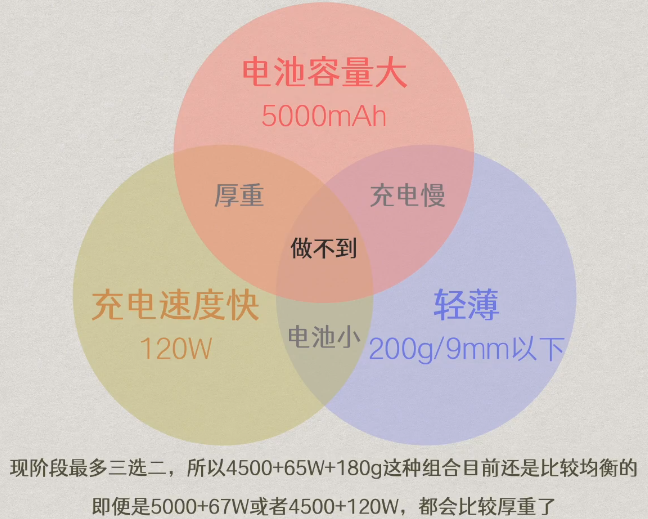 电池容量大
5000mAh
厚重
充电慢
做不到
充电速度快
120W
轻薄
200g/9mm以下
电池小
现阶段最多三选二，所以4500+65W+180g这种组合目前还是比较均衡的
即便是5000+67W或者4500+120W，都会比较厚重了